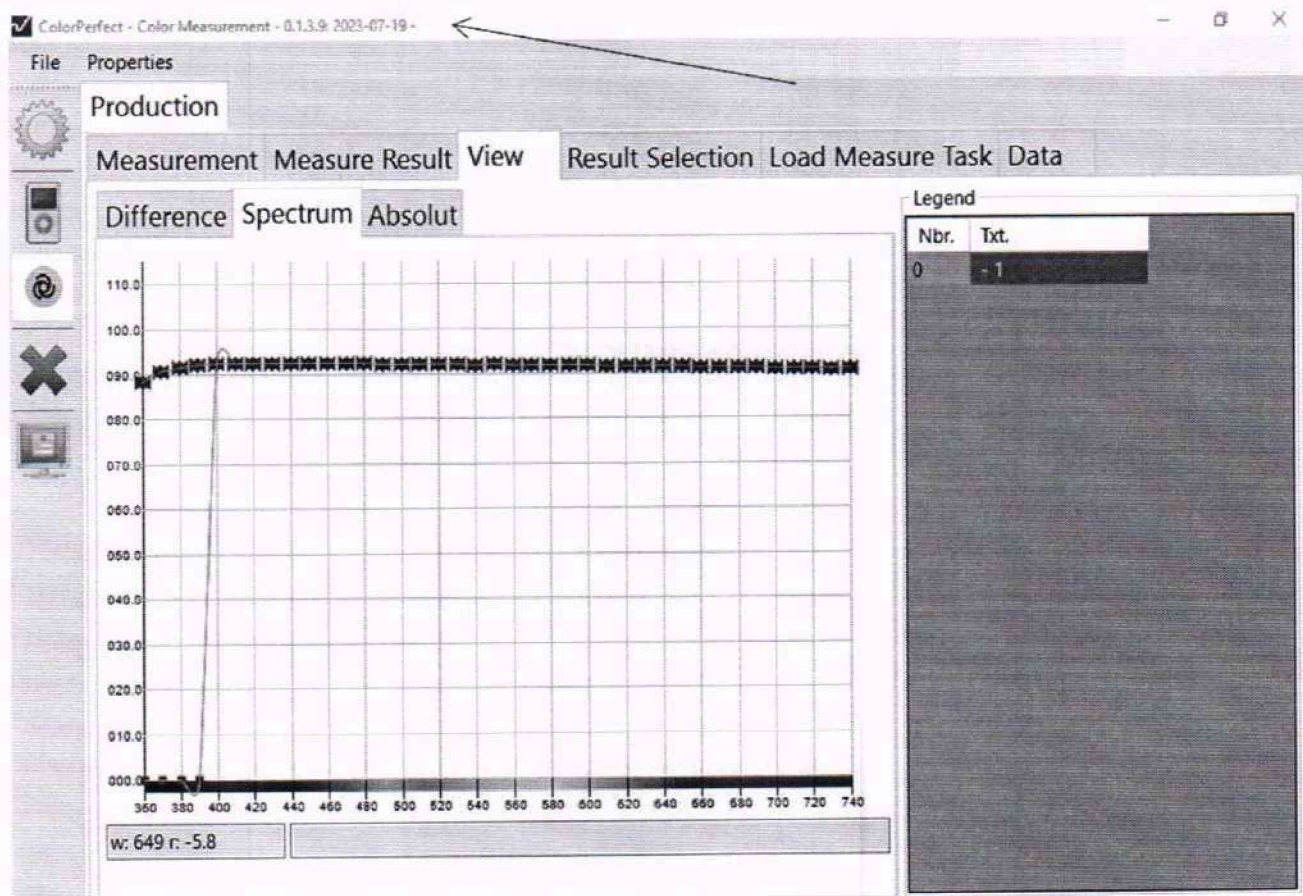 ColorPerfect - Color Measurement - 0.1.3.9: 2023-07-19 -
File Properties
Production
Measurement Measure Result View Result Selection Load Measure Task Data
Difference Spectrum Absolut
Legend
Nbr. Txt.
0 - 1
110.0
100.0
090.0
080.0
070.0
060.0
050.0
040.0
030.0
020.0
010.0
000.0
360 380 400 420 440 460 480 500 520 540 560 580 600 620 640 660 680 700 720 740
w: 649 r: -5.8